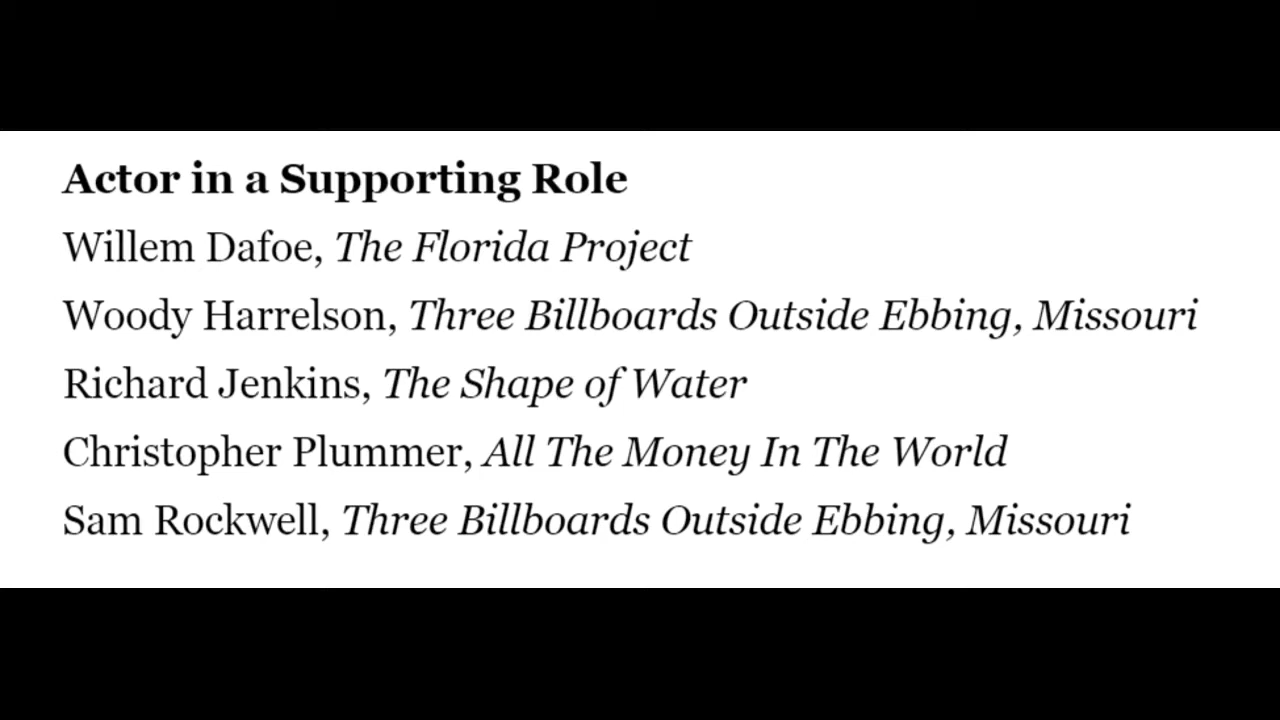 Actor in a Supporting Role
Willem Dafoe, The Florida Project
Woody Harrelson, Three Billboards Outside Ebbing, Missouri
Richard Jenkins, The Shape of Water
Christopher Plummer, All The Money In The World
Sam Rockwell, Three Billboards Outside Ebbing, Missouri